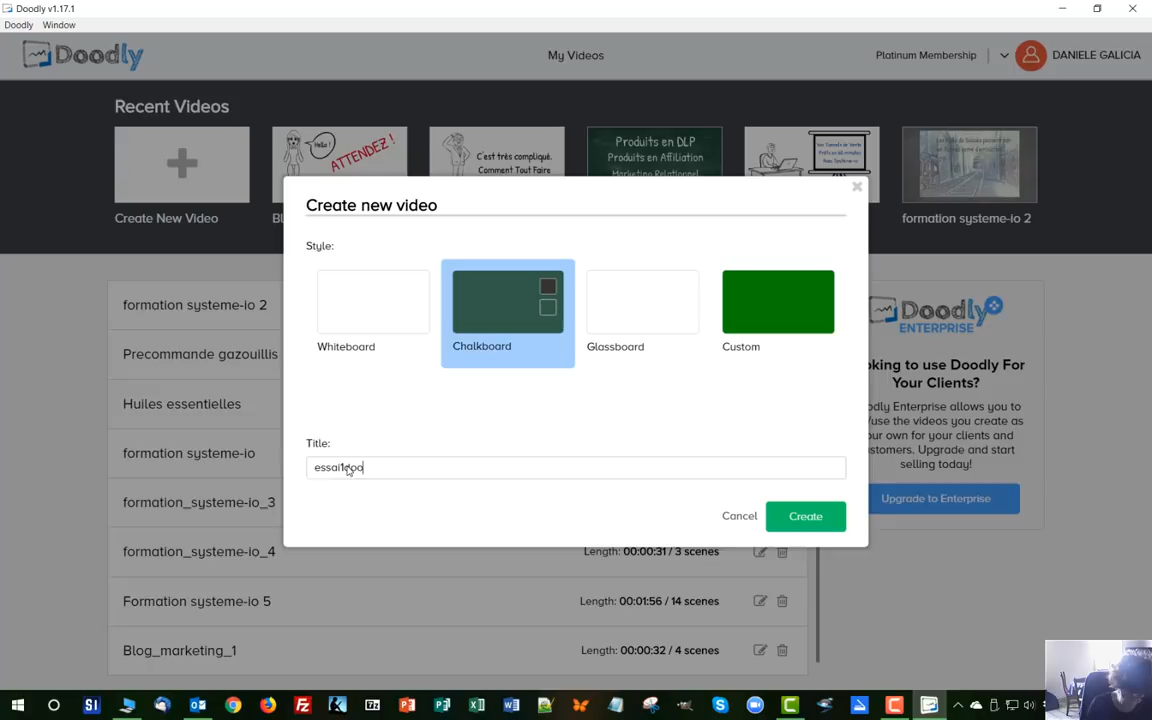 Doodly v1.17.1
Doodly Window
Doodly
My Videos
Platinum Membership
DANIELE GALICIA
Recent Videos
Hello !
ATTENDEZ !
C'est très compliqué.
Comment Tout Faire
Produits en DLP
Produits en Affiliation
Marketing Relationnel
Create New Video
formation systeme-io 2
Create new video
Style:
Whiteboard
Chalkboard
Glassboard
Custom
Title:
Cancel
Create
formation systeme-io 2
Precommande gazouillis
Huiles essentielles
formation systeme-io
formation_systeme-io_3
formation_systeme-io_4
Length: 00:00:31 / 3 scenes
Formation systeme-io 5
Length: 00:01:56 / 14 scenes
Blog_marketing_1
Length: 00:00:32 / 4 scenes
Doodly
ENTERPRISE
to use Doodly For
Your Clients?
Enterprise allows you to
the videos you create as
own for your clients and
Upgrade and start
selling today!
Upgrade to Enterprise